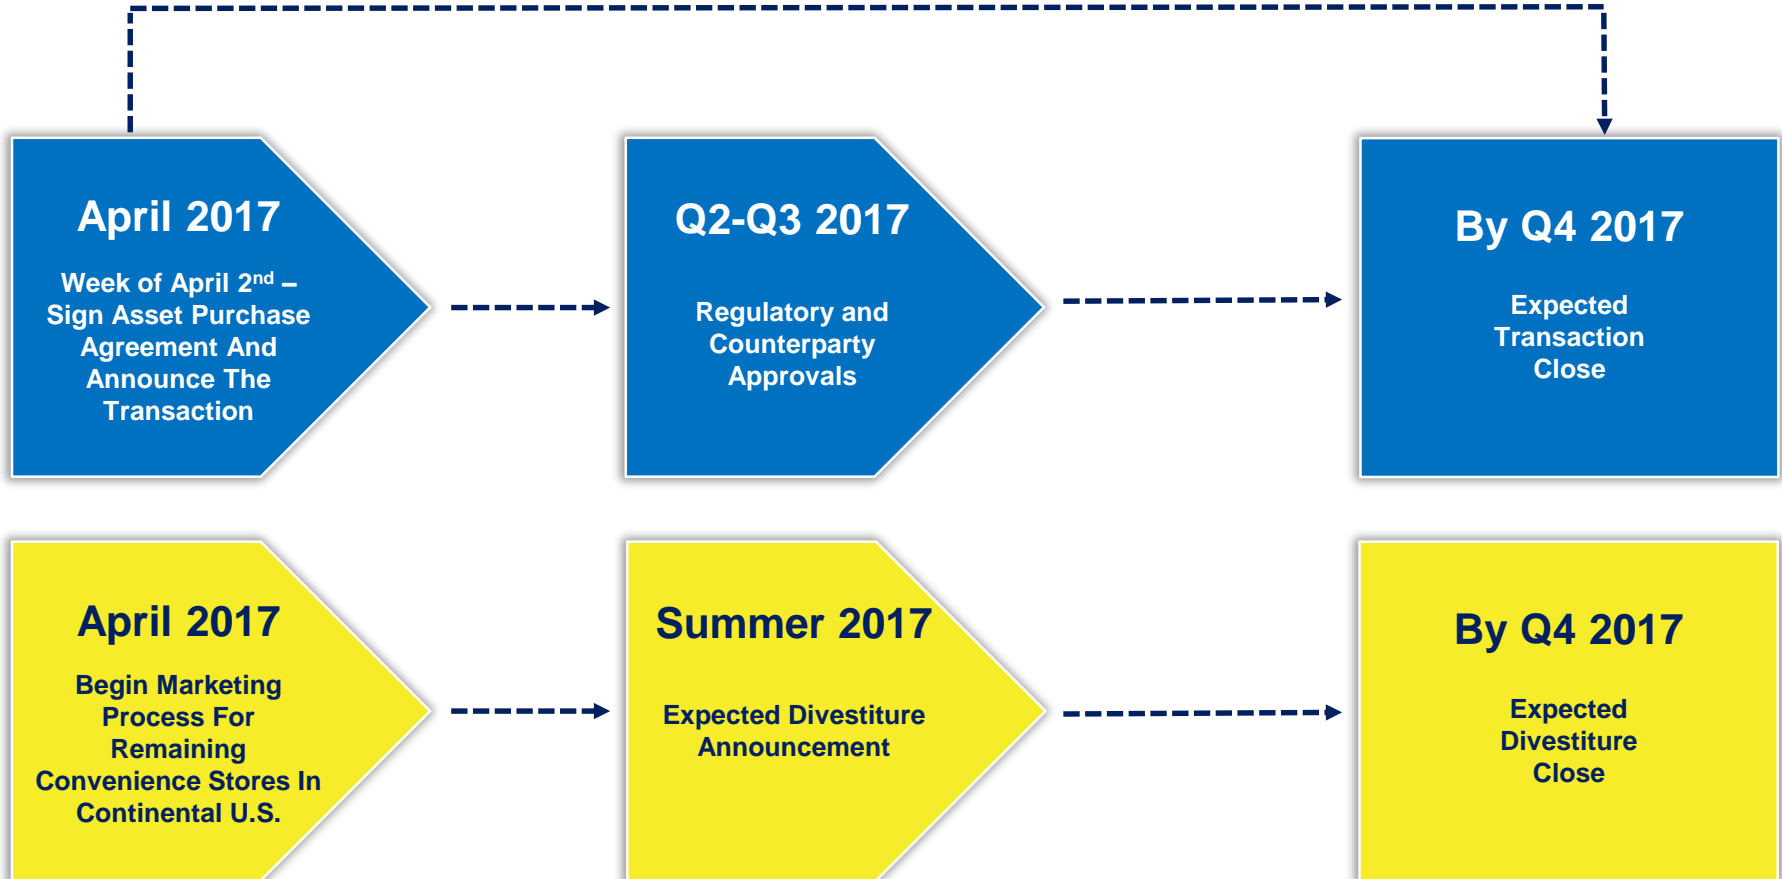 April 2017
Week of April 2nd –
Sign Asset Purchase
Agreement And
Announce The
Transaction
Q2-Q3 2017
Regulatory and
Counterparty
Approvals
By Q4 2017
Expected
Transaction
Close
April 2017
Begin Marketing
Process For
Remaining
Convenience Stores In
Continental U.S.
Summer 2017
Expected Divestiture
Announcement
By Q4 2017
Expected
Divestiture
Close